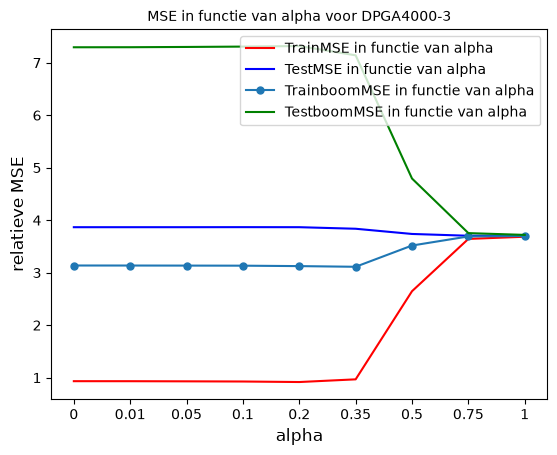 MSE in functie van alpha voor DPGA4000-3
TrainMSE in functie van alpha
TestMSE in functie van alpha
TrainboomMSE in functie van alpha
TestboomMSE in functie van alpha
relatieve MSE
7
6
5
4
3
2
1
0 0.01 0.05 0.1 0.2 0.35 0.5 0.75 1
alpha